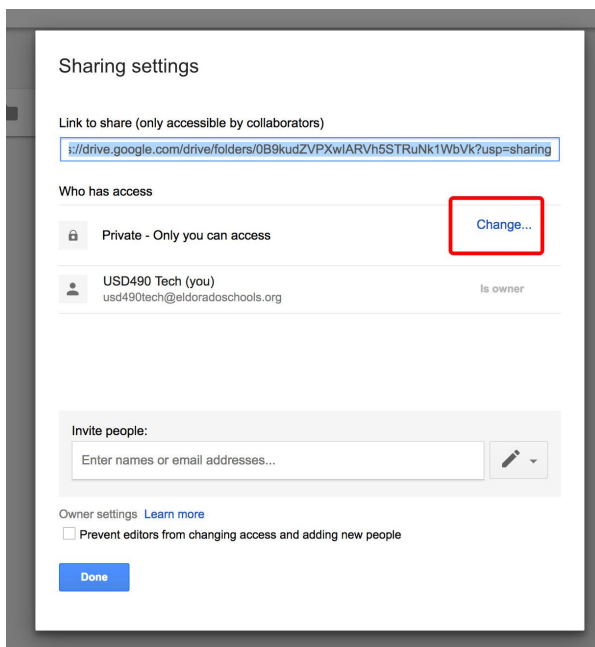 Sharing settings
Link to share (only accessible by collaborators)
s://drive.google.com/drive/folders/0B9kudZVPXwIARVh5STRuNk1WbVk?usp=sharing
Who has access
Private - Only you can access
Change...
USD490 Tech (you)
usd490tech@eldoradoschools.org
Is owner
Invite people:
Enter names or email addresses...
Owner settings Learn more
Prevent editors from changing access and adding new people
Done